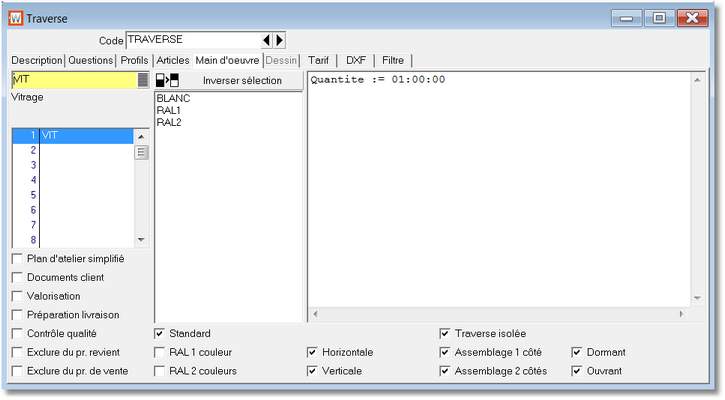 Traverse
Code TRAVERSE
Description Questions Profils Articles Main d'oeuvre Dessin Tarif DXF Filtre
VIT
Inverser sélection
Quantite := 01:00:00
Vitrage
BLANC
RAL1
RAL2
1 VIT
2
3
4
5
6
7
8
Plan d'atelier simplifié
Documents client
Valorisation
Préparation livraison
Contrôle qualité Standard Traverse isolée
Exclure du pr. revient RAL 1 couleur Horizontale Assemblage 1 côté Dormant
Exclure du pr. de vente RAL 2 couleurs Verticale Assemblage 2 côtés Ouvrant